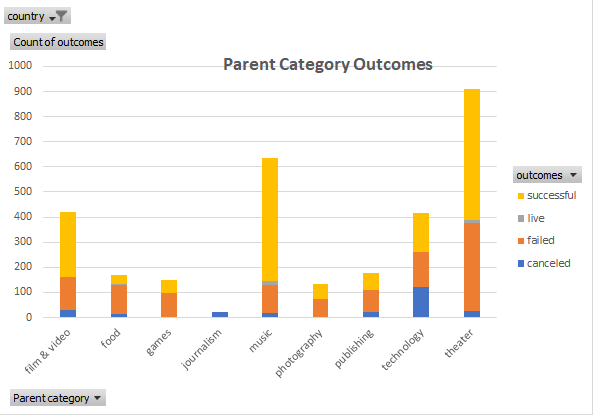 country
Count of outcomes
Parent Category Outcomes
1000
900
800
700
600
500
400
300
200
100
0
film & video
food
games
journalism
music
photography
publishing
technology
theater
outcomes
successful
live
failed
canceled
Parent category